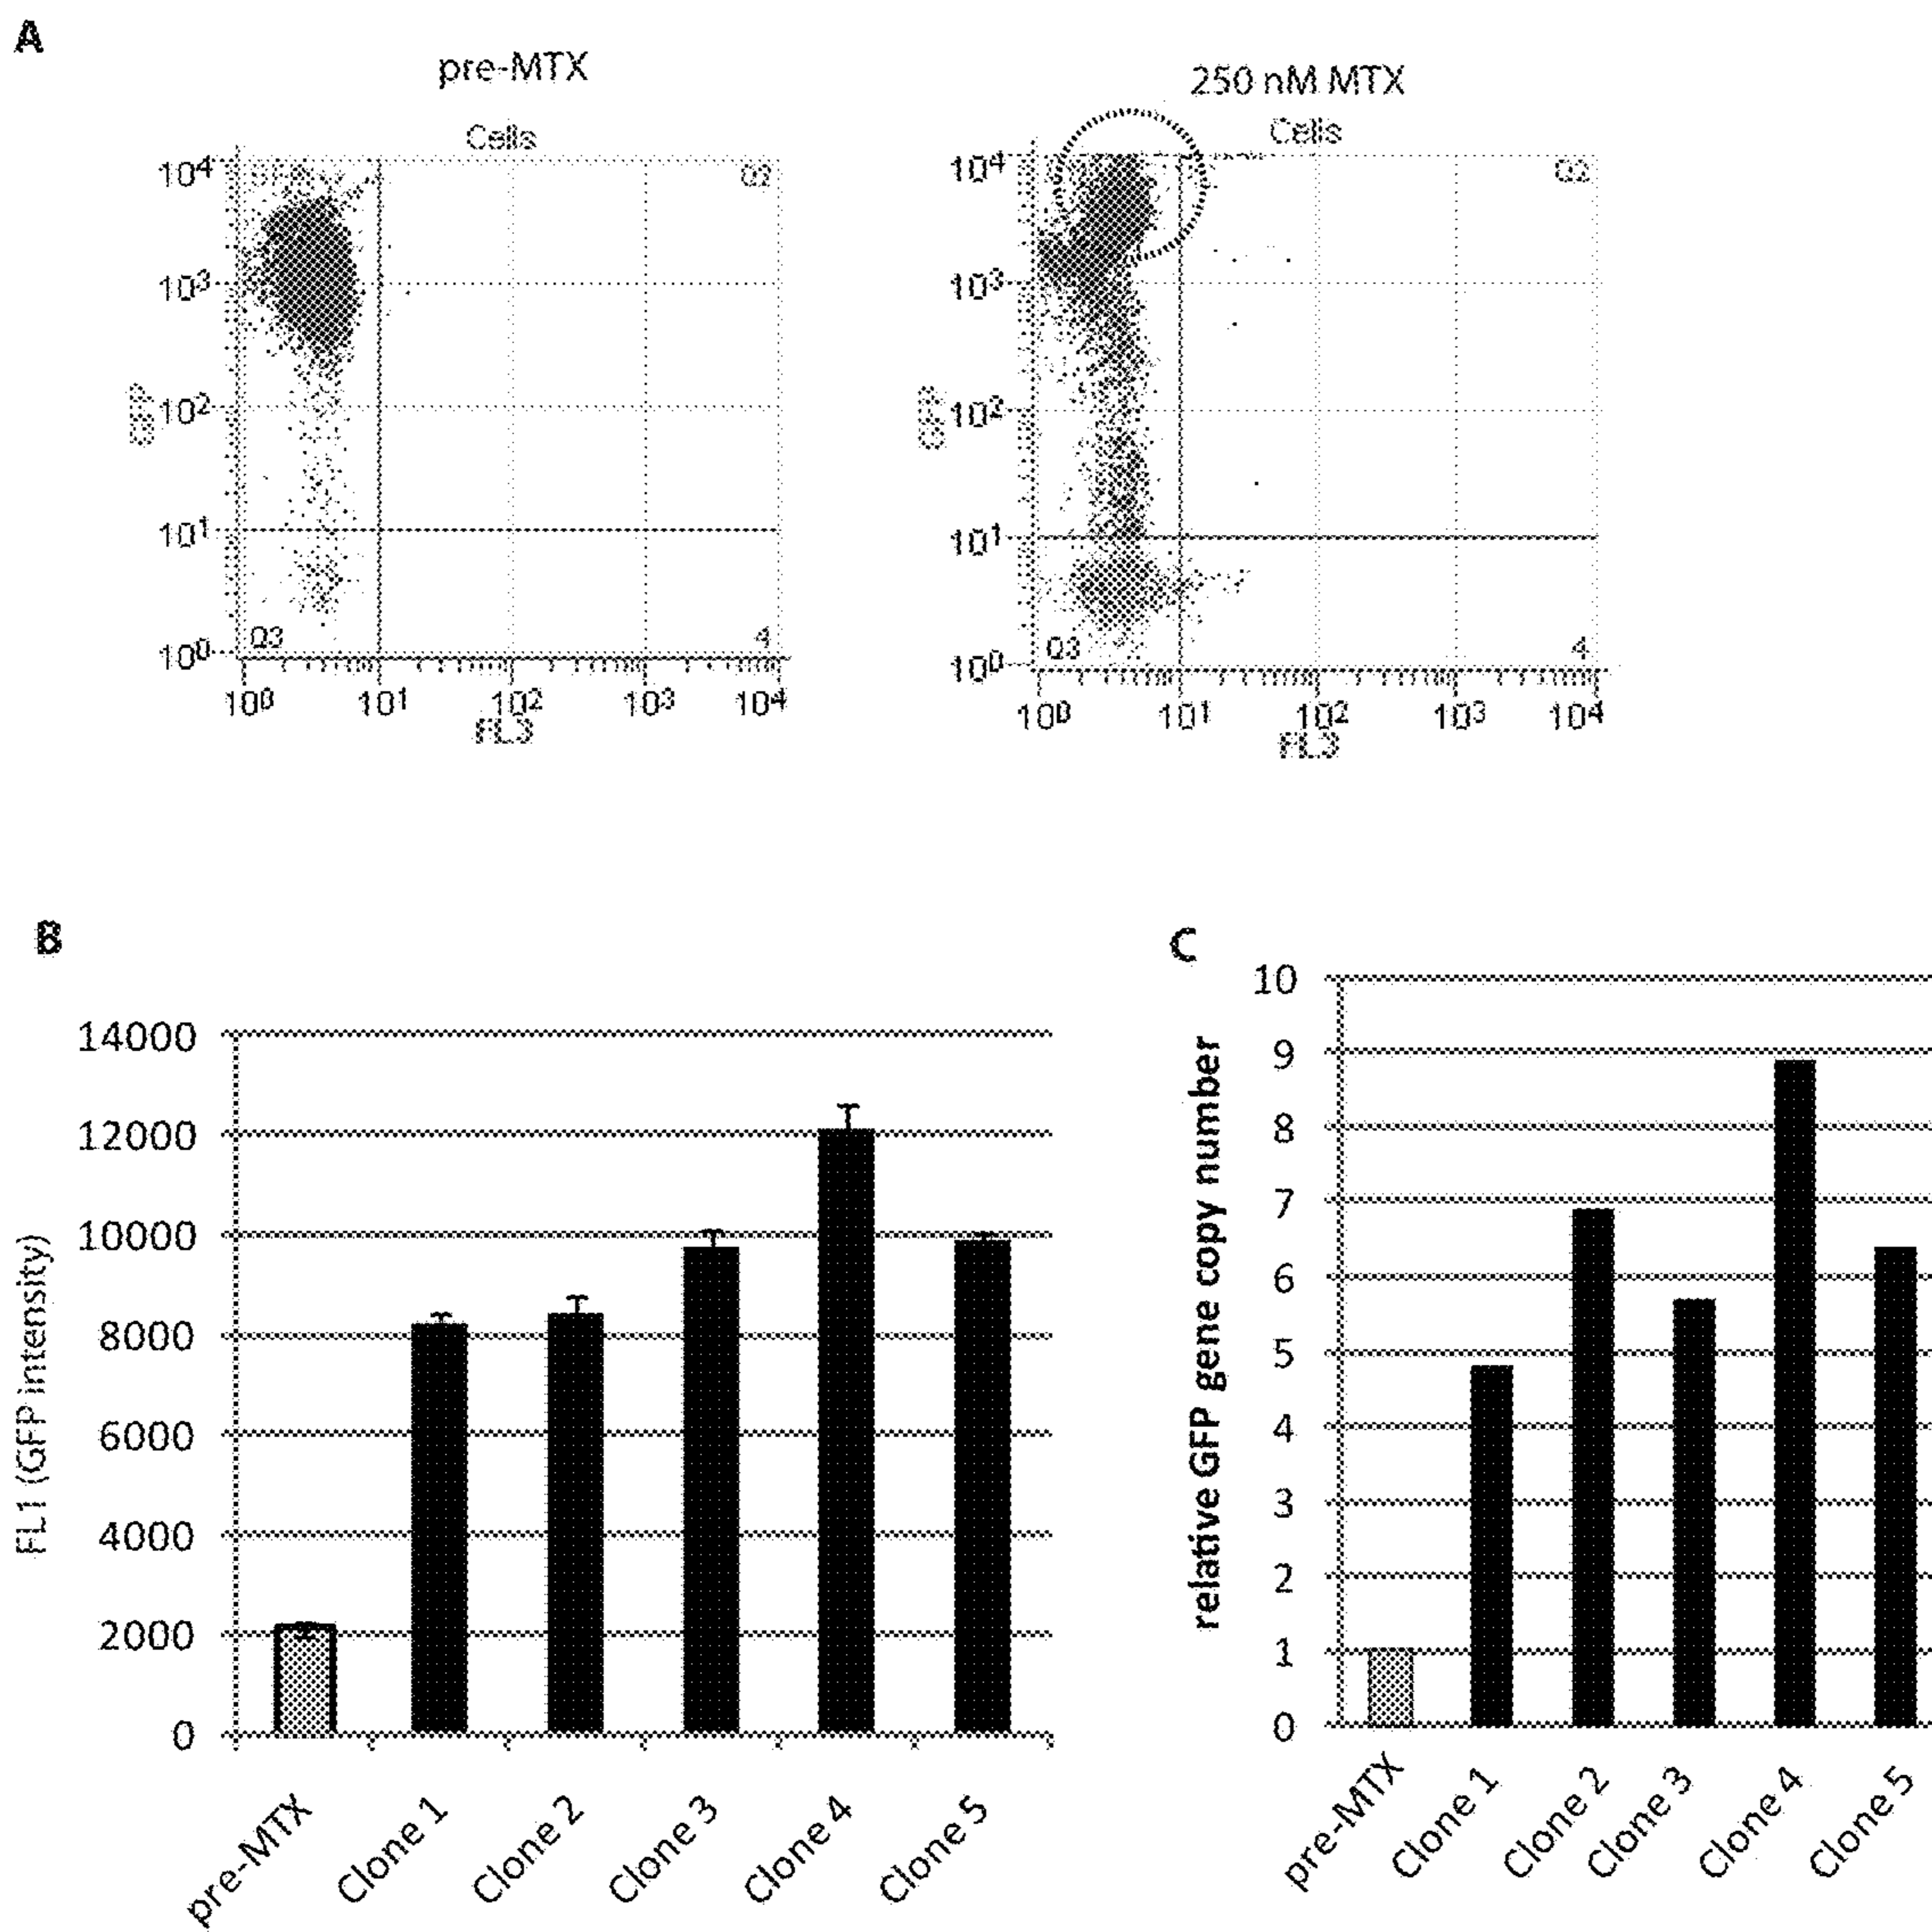 A
pre-MTX
Cells
10⁴
10³
10²
10¹
10⁰
GFP
Q2
Q3
4
10⁰ 10¹ 10² 10³ 10⁴
FL3
250 nM MTX
Cells
10⁴
10³
10²
10¹
10⁰
GFP
Q2
Q3
4
10⁰ 10¹ 10² 10³ 10⁴
FL3
B
FL1 (GFP intensity)
14000
12000
10000
8000
6000
4000
2000
0
pre-MTX
Clone 1
Clone 2
Clone 3
Clone 4
Clone 5
C
relative GFP gene copy number
10
9
8
7
6
5
4
3
2
1
0
pre-MTX
Clone 1
Clone 2
Clone 3
Clone 4
Clone 5